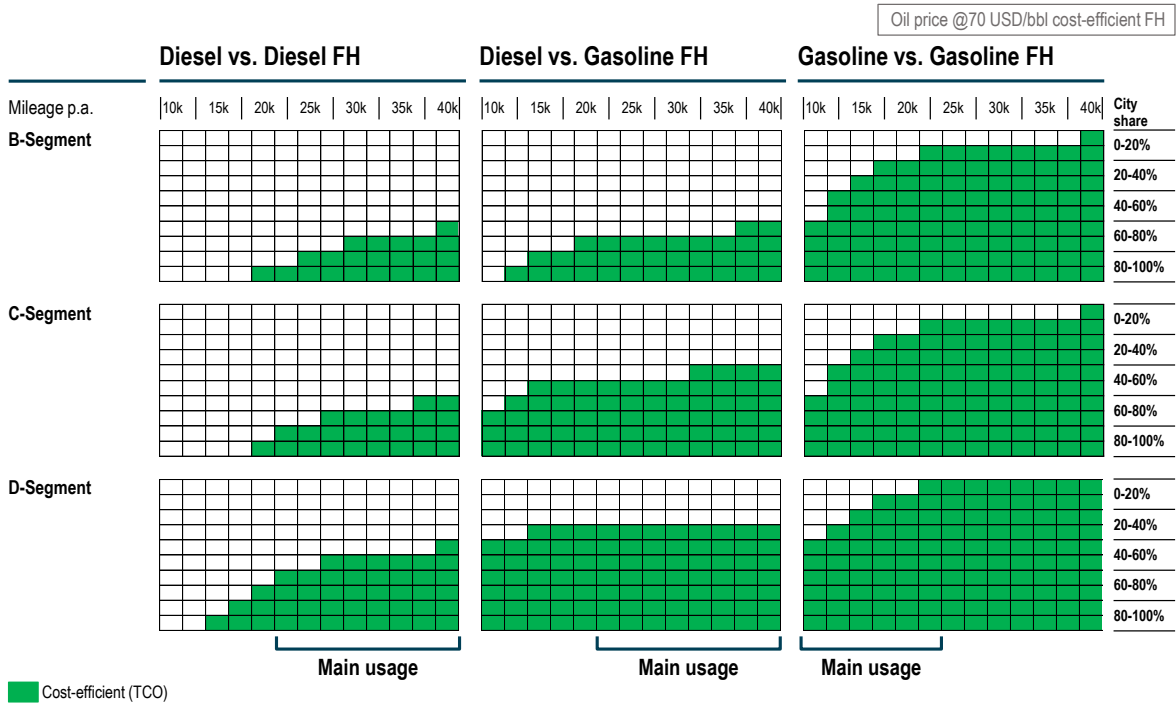 Oil price @70 USD/bbl cost-efficient FH
Diesel vs. Diesel FH Diesel vs. Gasoline FH Gasoline vs. Gasoline FH
Mileage p.a. 10k 15k 20k 25k 30k 35k 40k 10k 15k 20k 25k 30k 35k 40k 10k 15k 20k 25k 30k 35k 40k City share
B-Segment
0-20%
20-40%
40-60%
60-80%
80-100%
C-Segment
0-20%
20-40%
40-60%
60-80%
80-100%
D-Segment
0-20%
20-40%
40-60%
60-80%
80-100%
Main usage Main usage Main usage
Cost-efficient (TCO)